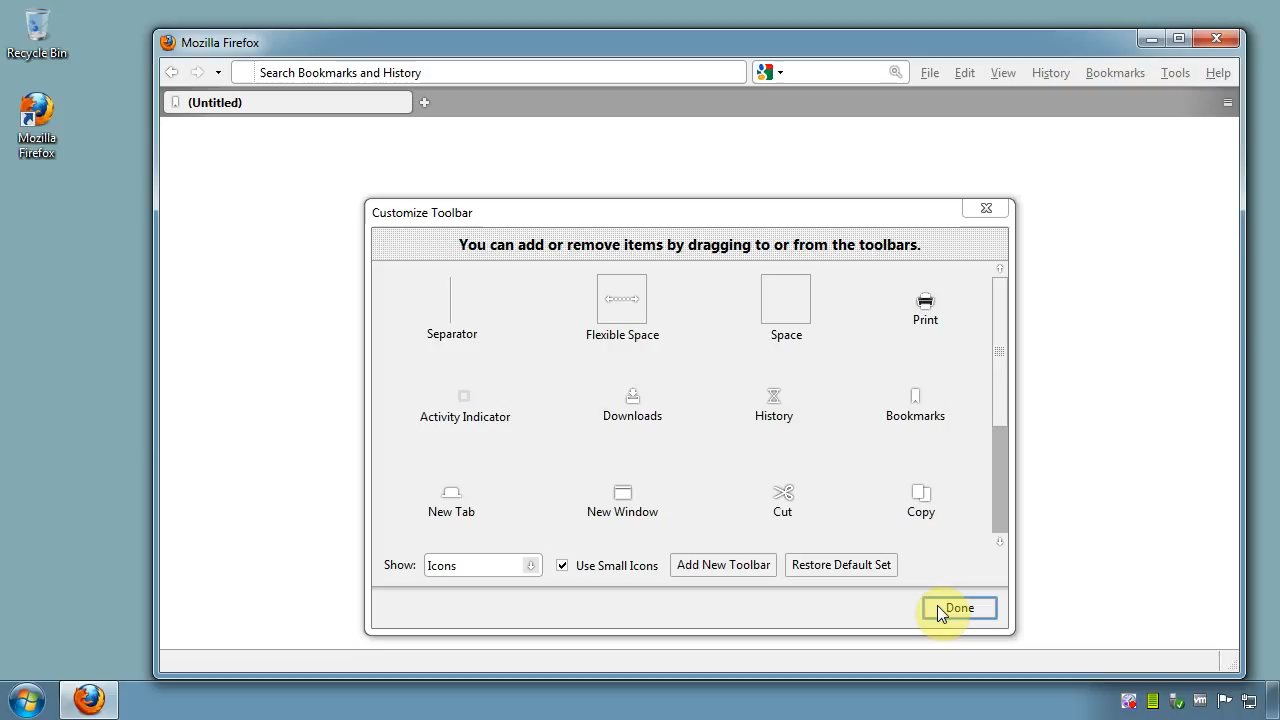 Recycle Bin
Mozilla
Firefox
Mozilla Firefox
Search Bookmarks and History
File Edit View History Bookmarks Tools Help
(Untitled)
Customize Toolbar
You can add or remove items by dragging to or from the toolbars.
Separator Flexible Space Space Print
Activity Indicator Downloads History Bookmarks
New Tab New Window Cut Copy
Show: Icons Use Small Icons Add New Toolbar Restore Default Set
Done